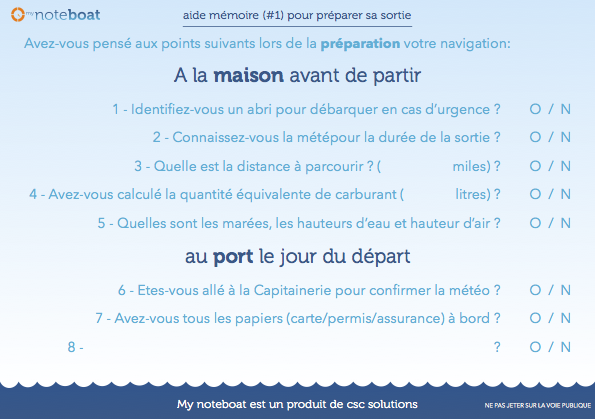 my noteboat
aide mémoire (#1) pour préparer sa sortie
Avez-vous pensé aux points suivants lors de la préparation votre navigation:
A la maison avant de partir
1 - Identifiez-vous un abri pour débarquer en cas d'urgence ? O / N
2 - Connaissez-vous la métépour la durée de la sortie ? O / N
3 - Quelle est la distance à parcourir ? ( miles) ? O / N
4 - Avez-vous calculé la quantité équivalente de carburant ( litres) ? O / N
5 - Quelles sont les marées, les hauteurs d'eau et hauteur d'air ? O / N
au port le jour du départ
6 - Etes-vous allé à la Capitainerie pour confirmer la météo ? O / N
7 - Avez-vous tous les papiers (carte/permis/assurance) à bord ? O / N
8 - ? O / N
My noteboat est un produit de csc solutions
NE PAS JETER SUR LA VOIE PUBLIQUE